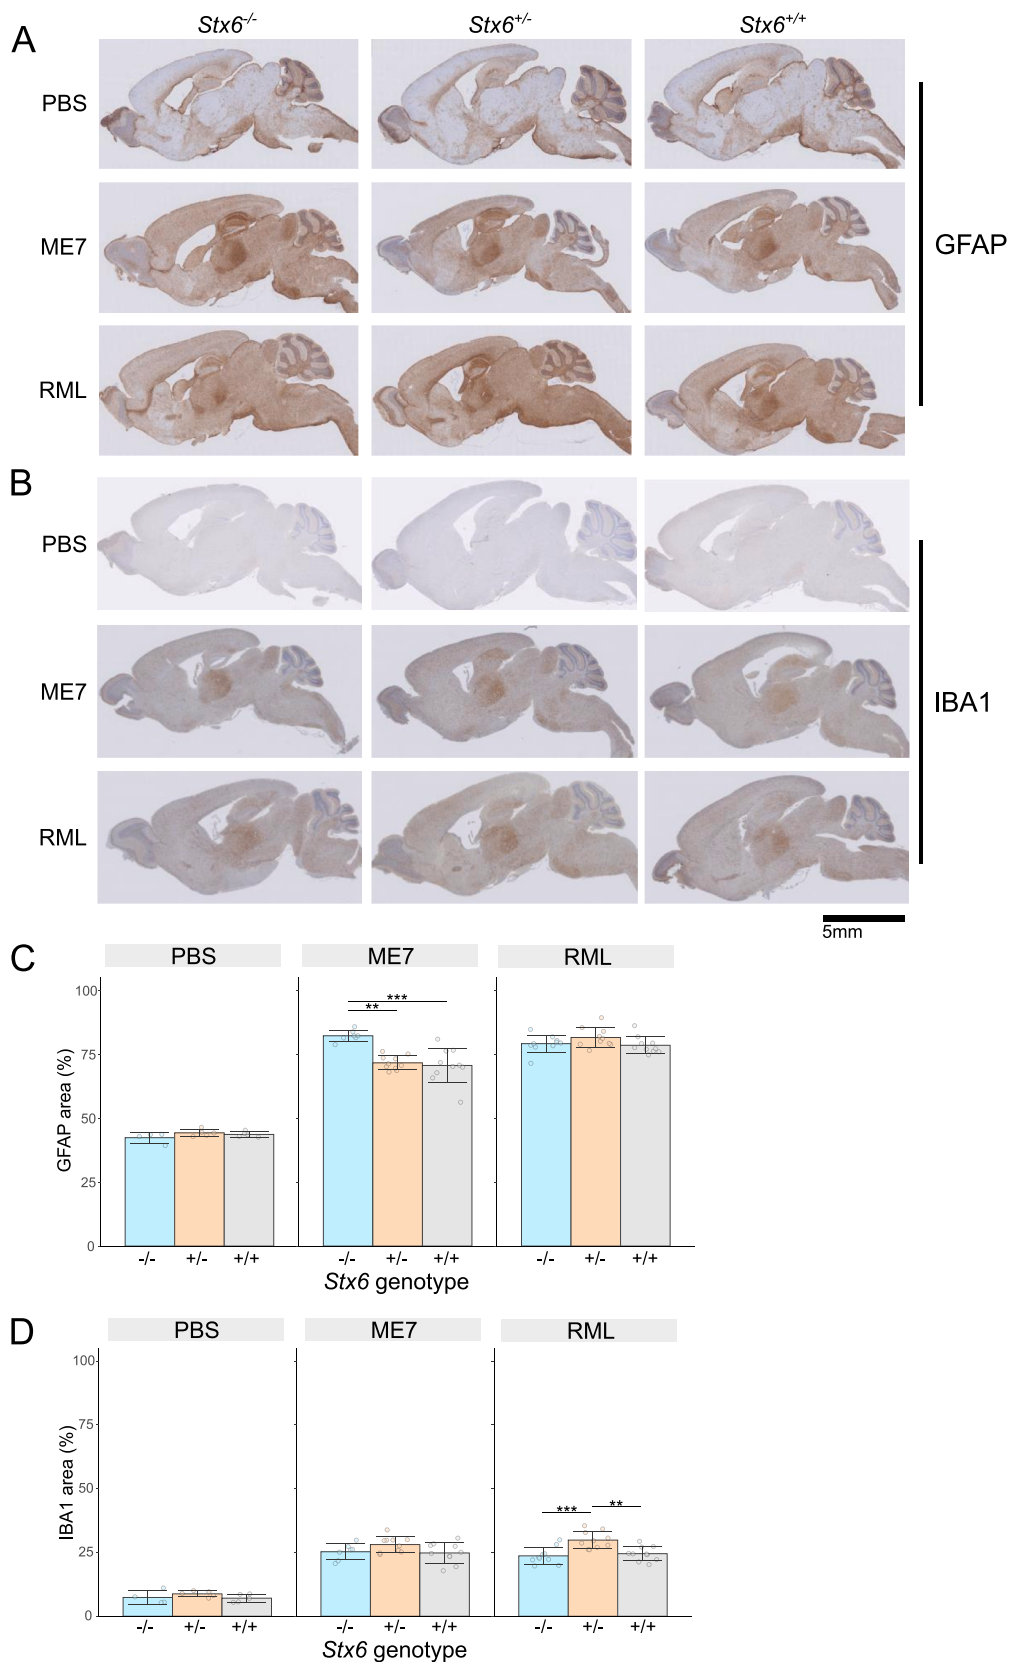 A
Stx6-/-
Stx6+/-
Stx6+/+
PBS
ME7
GFAP
RML
B
PBS
ME7
IBA1
RML
5mm
C
PBS
ME7
RML
100
75
50
25
0
GFAP area (%)
***
**
-/-
+/-
+/+
-/-
+/-
+/+
-/-
+/-
+/+
Stx6 genotype
D
PBS
ME7
RML
100
75
50
25
0
IBA1 area (%)
***
**
-/-
+/-
+/+
-/-
+/-
+/+
-/-
+/-
+/+
Stx6 genotype